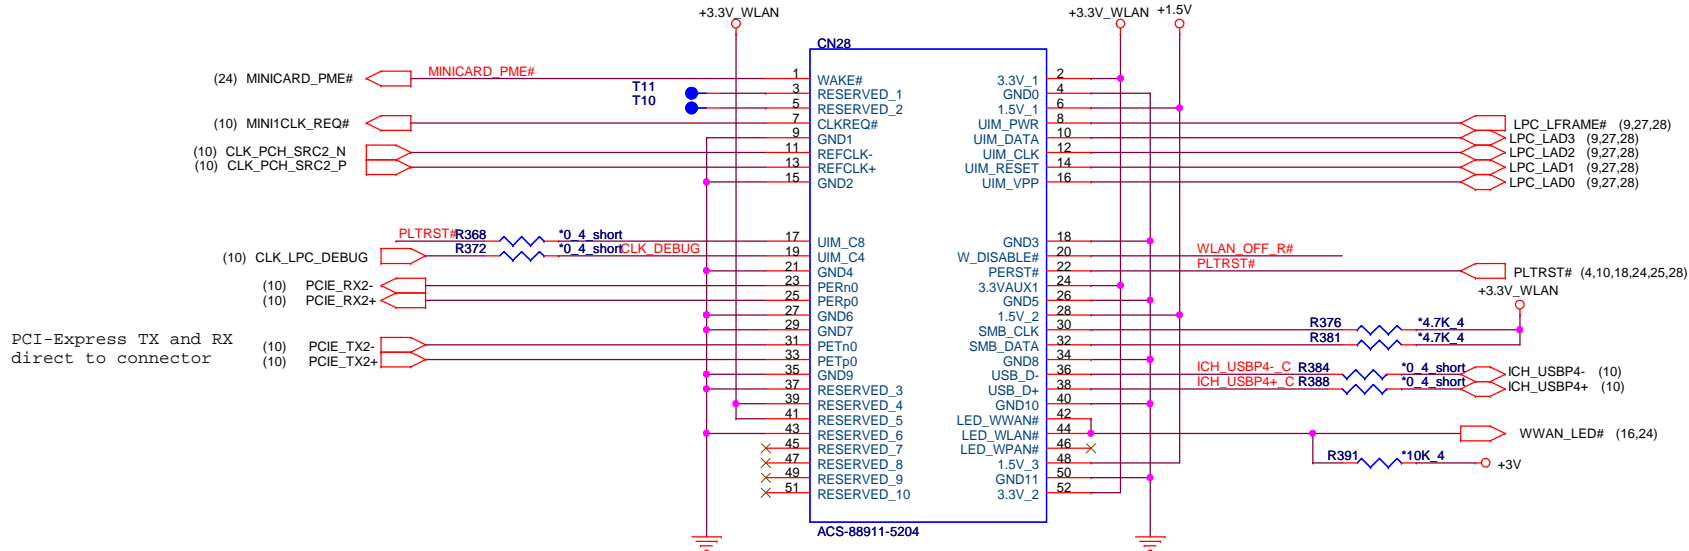 +3.3V_WLAN
+3.3V_WLAN
+1.5V
CN28
(24) MINICARD_PME# MINICARD_PME# 1 WAKE# 3.3V_1 2
T11 3 RESERVED_1 GND0 4
T10 5 RESERVED_2 1.5V_1 6
(10) MINI1CLK_REQ# 7 CLKREQ# UIM_PWR 8 LPC_LFRAME# (9,27,28)
9 GND1 UIM_DATA 10 LPC_LAD3 (9,27,28)
(10) CLK_PCH_SRC2_N 11 REFCLK- UIM_CLK 12 LPC_LAD2 (9,27,28)
(10) CLK_PCH_SRC2_P 13 REFCLK+ UIM_RESET 14 LPC_LAD1 (9,27,28)
15 GND2 UIM_VPP 16 LPC_LAD0 (9,27,28)
PLTRST# R368 *0_4_short 17 UIM_C8 GND3 18
(10) CLK_LPC_DEBUG R372 *0_4_short CLK_DEBUG 19 UIM_C4 W_DISABLE# 20 WLAN_OFF_R#
21 GND4 PERST# 22 PLTRST# PLTRST# (4,10,18,24,25,28)
(10) PCIE_RX2- 23 PERn0 3.3VAUX1 24 +3.3V_WLAN
(10) PCIE_RX2+ 25 PERp0 GND5 26
27 GND6 1.5V_2 28
29 GND7 SMB_CLK 30 R376 *4.7K_4
PCI-Express TX and RX
direct to connector
(10) PCIE_TX2- 31 PETn0 SMB_DATA 32 R381 *4.7K_4
(10) PCIE_TX2+ 33 PETp0 GND8 34
35 GND9 USB_D- 36 ICH_USBP4-_C R384 *0_4_short ICH_USBP4- (10)
37 RESERVED_3 USB_D+ 38 ICH_USBP4+_C R388 *0_4_short ICH_USBP4+ (10)
39 RESERVED_4 GND10 40
41 RESERVED_5 LED_WWAN# 42
43 RESERVED_6 LED_WLAN# 44 WWAN_LED# (16,24)
45 RESERVED_7 LED_WPAN# 46
47 RESERVED_8 1.5V_3 48 R391 *10K_4 +3V
49 RESERVED_9 GND11 50
51 RESERVED_10 3.3V_2 52
ACS-88911-5204